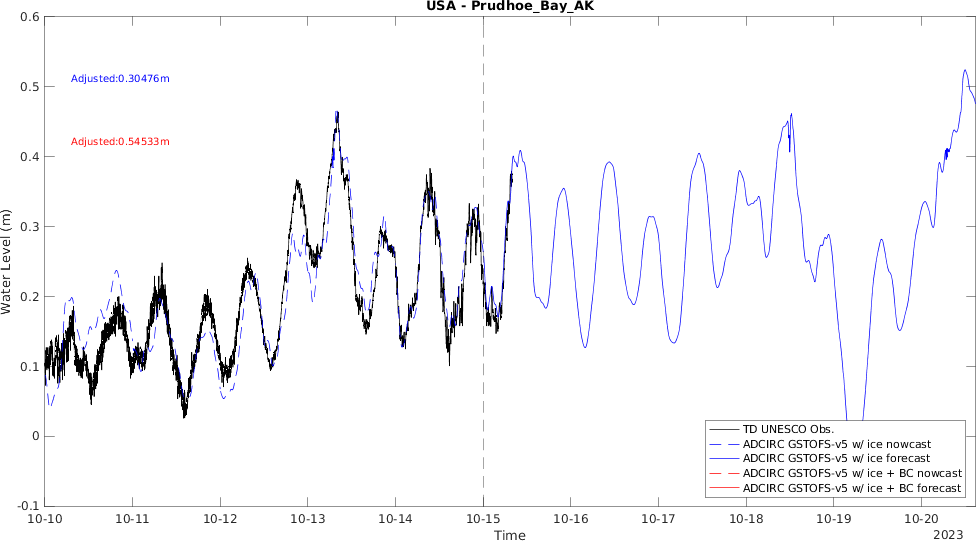 USA - Prudhoe_Bay_AK
0.6
0.5
0.4
0.3
0.2
0.1
0
-0.1
Water Level (m)
Adjusted:0.30476m
Adjusted:0.54533m
TD UNESCO Obs.
ADCIRC GSTOFS-v5 w/ ice nowcast
ADCIRC GSTOFS-v5 w/ ice forecast
ADCIRC GSTOFS-v5 w/ ice + BC nowcast
ADCIRC GSTOFS-v5 w/ ice + BC forecast
10-10 10-11 10-12 10-13 10-14 10-15 10-16 10-17 10-18 10-19 10-20
Time
2023